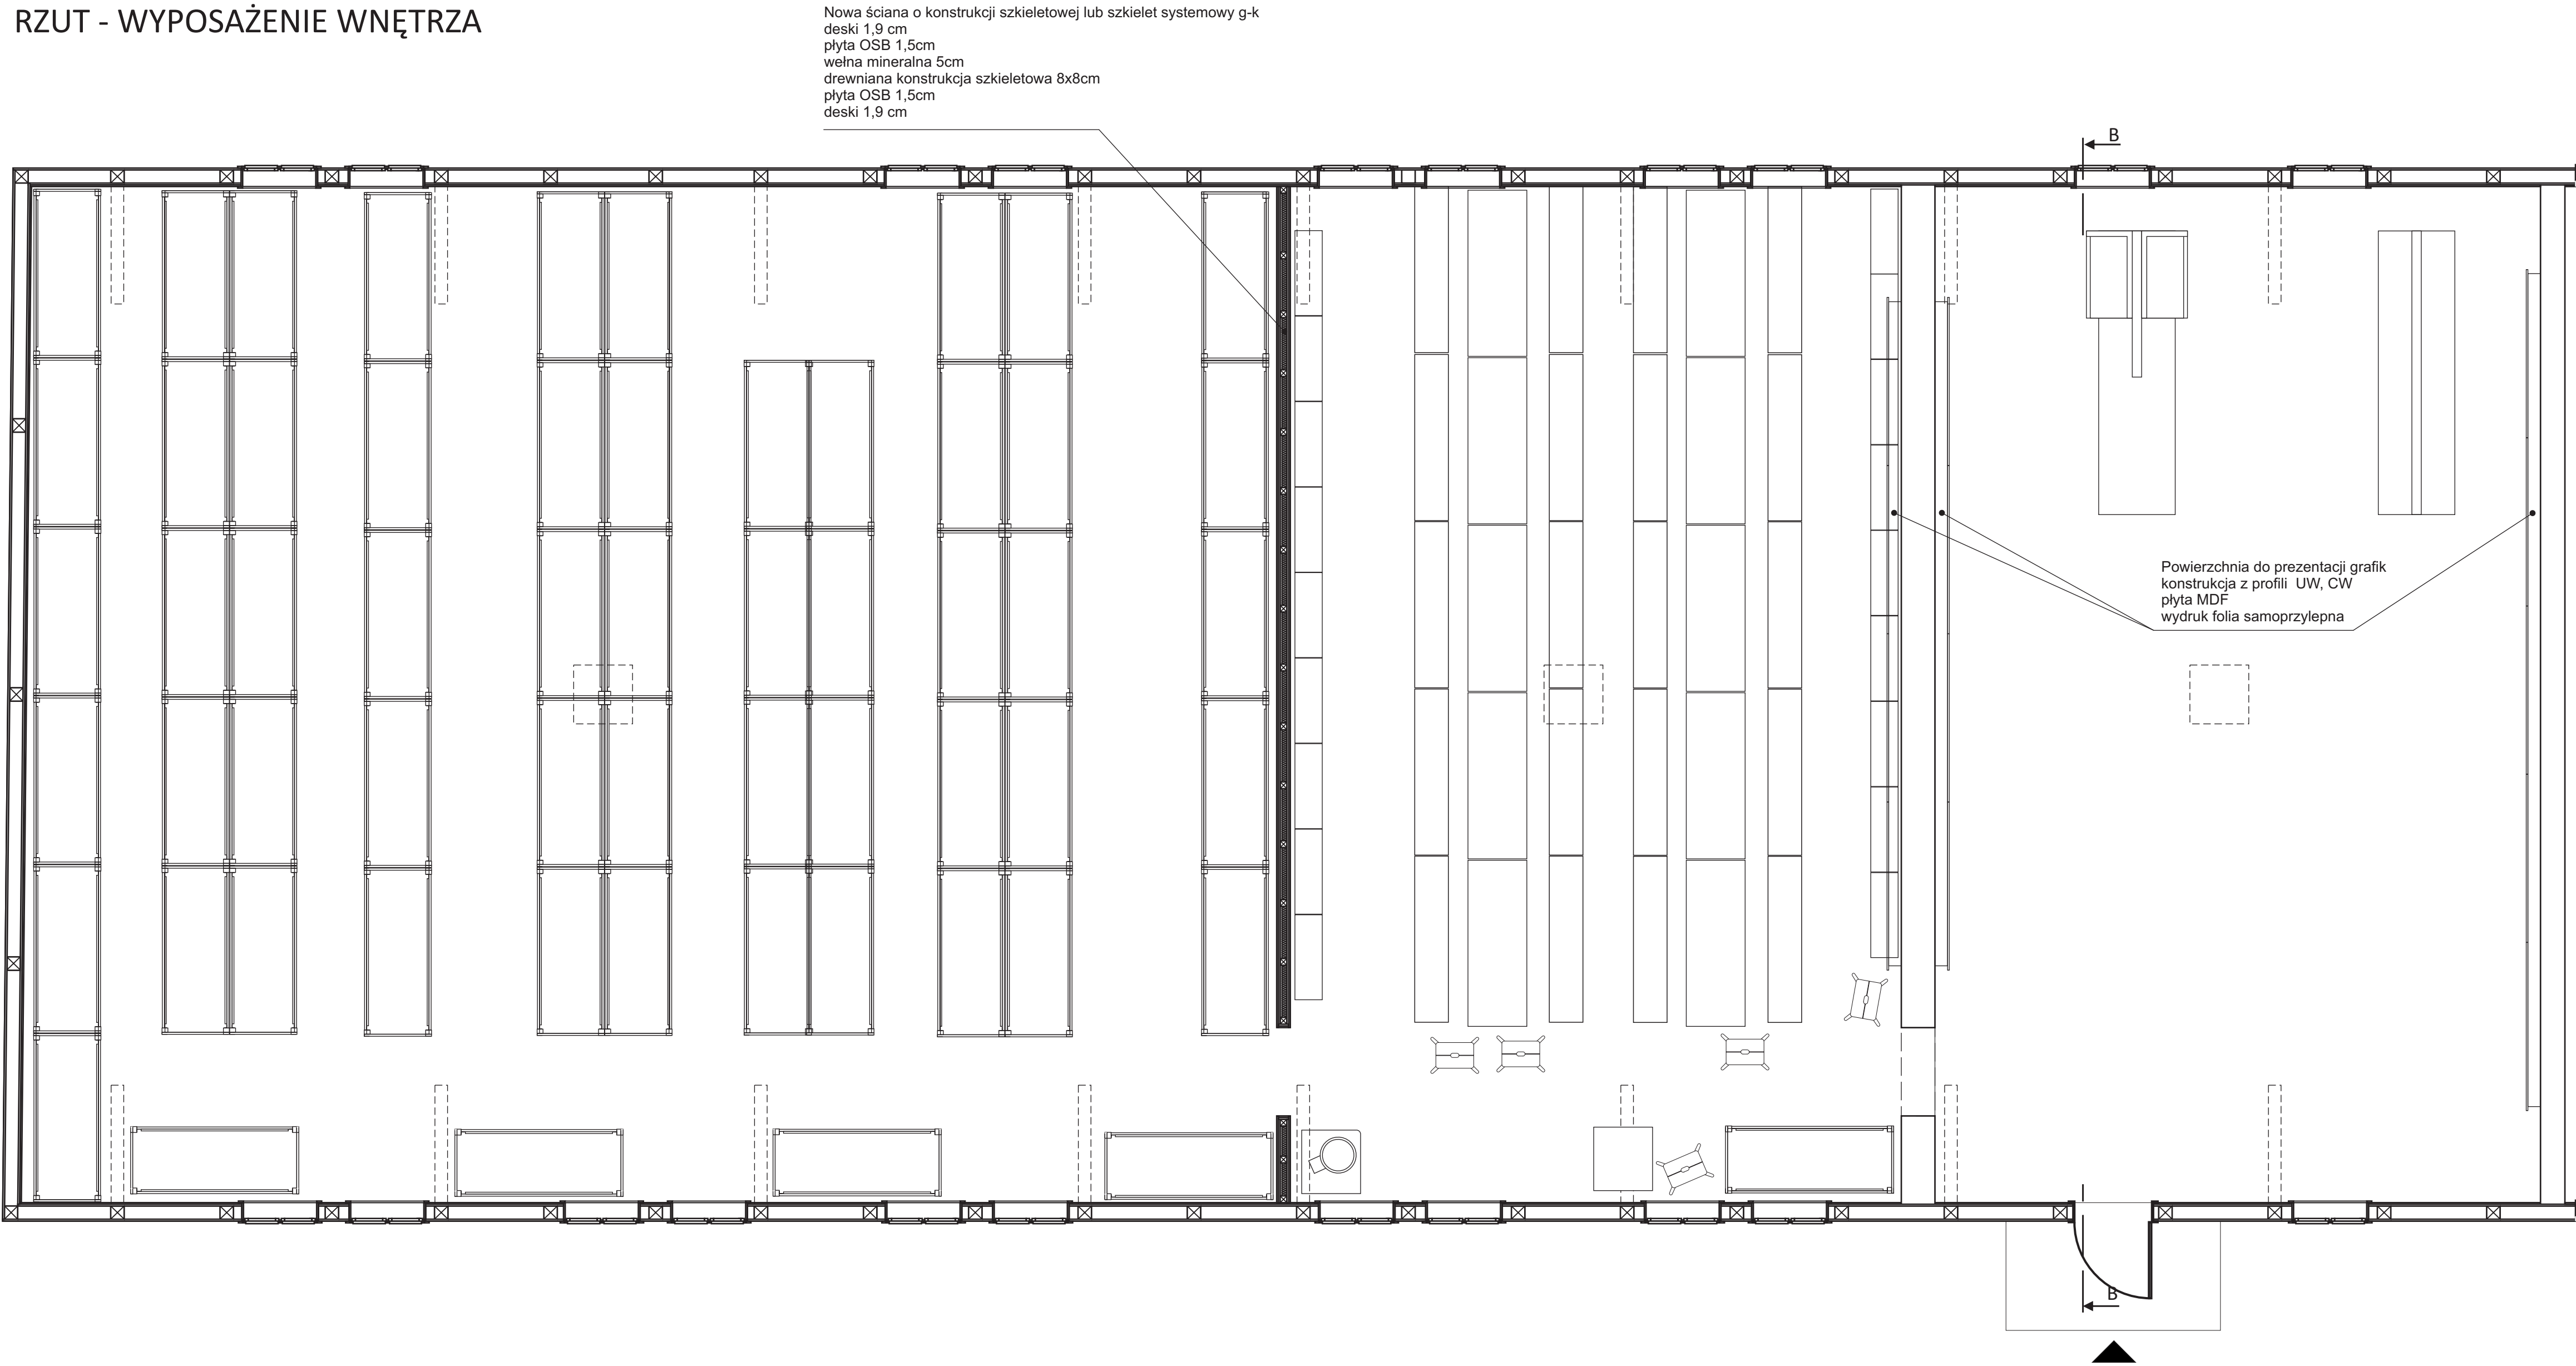 RZUT - WYPOSAŻENIE WNĘTRZA
Nowa ściana o konstrukcji szkieletowej lub szkielet systemowy g-k
deski 1,9 cm
płyta OSB 1,5cm
wełna mineralna 5cm
drewniana konstrukcja szkieletowa 8x8cm
płyta OSB 1,5cm
deski 1,9 cm
B
Powierzchnia do prezentacji grafik
konstrukcja z profili UW, CW
płyta MDF
wydruk folia samoprzylepna
B